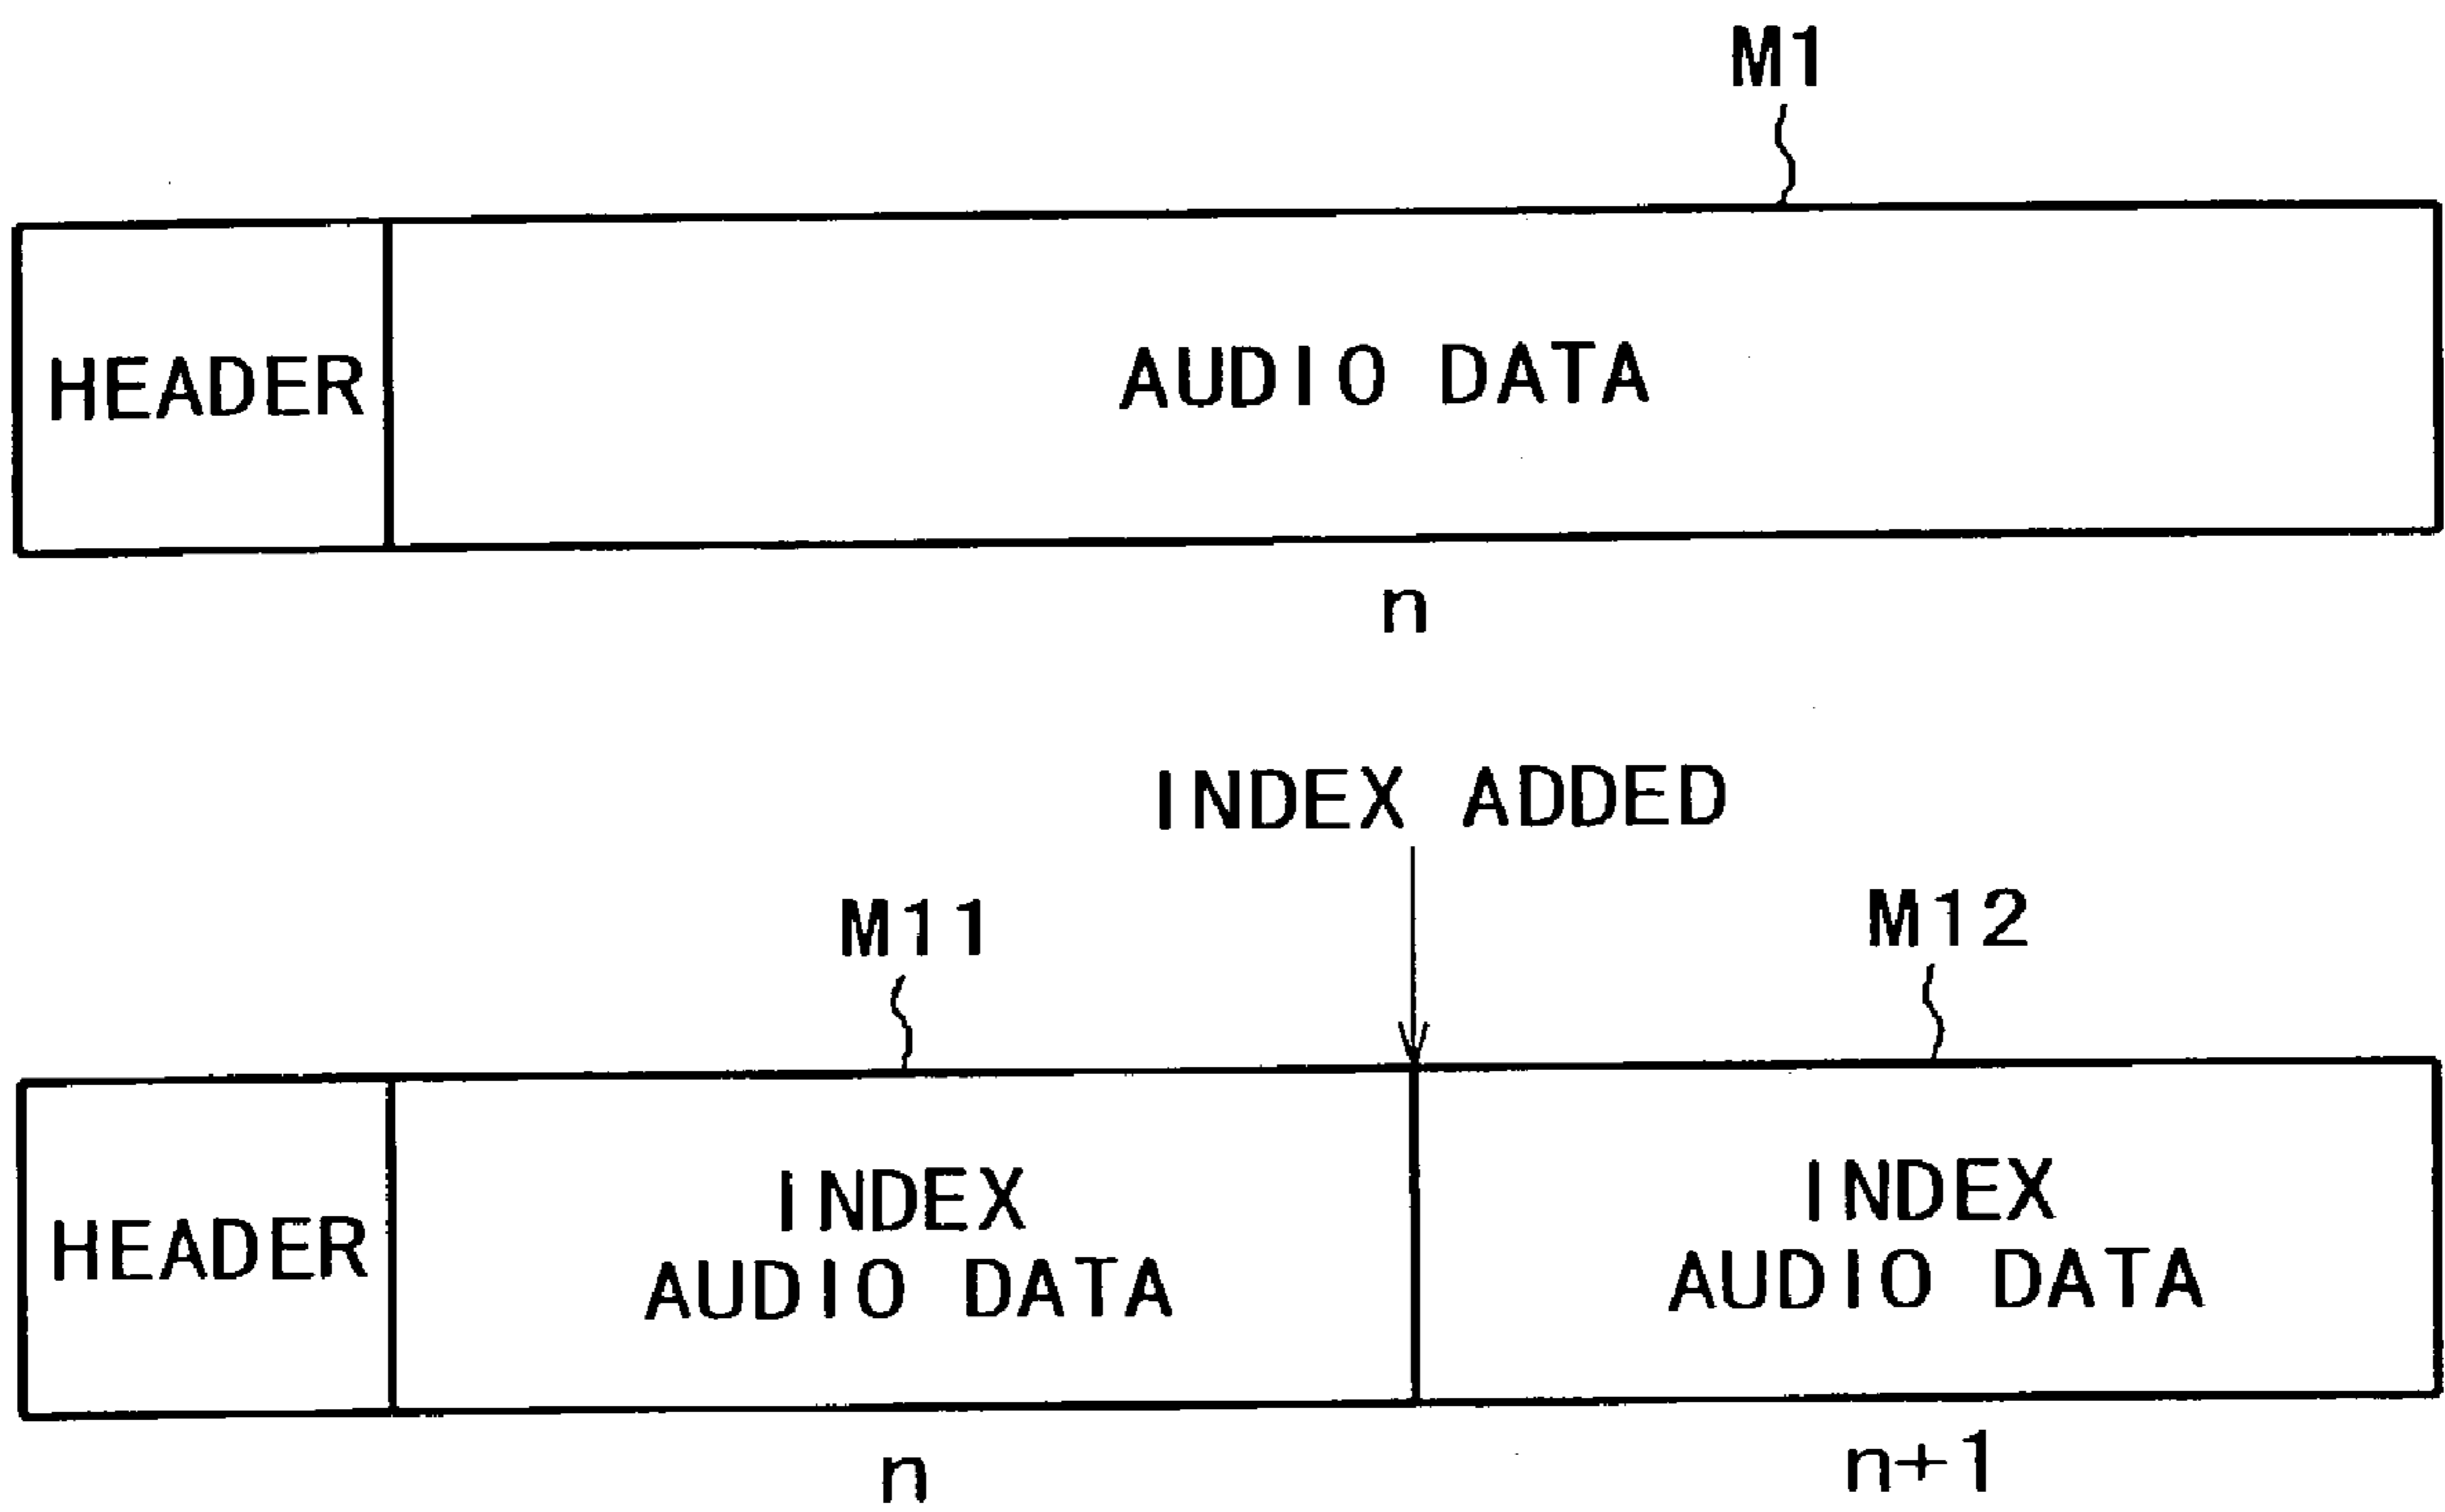 M1
HEADER
AUDIO DATA
n
INDEX ADDED
M11
M12
HEADER
INDEX
AUDIO DATA
INDEX
AUDIO DATA
n
n+1